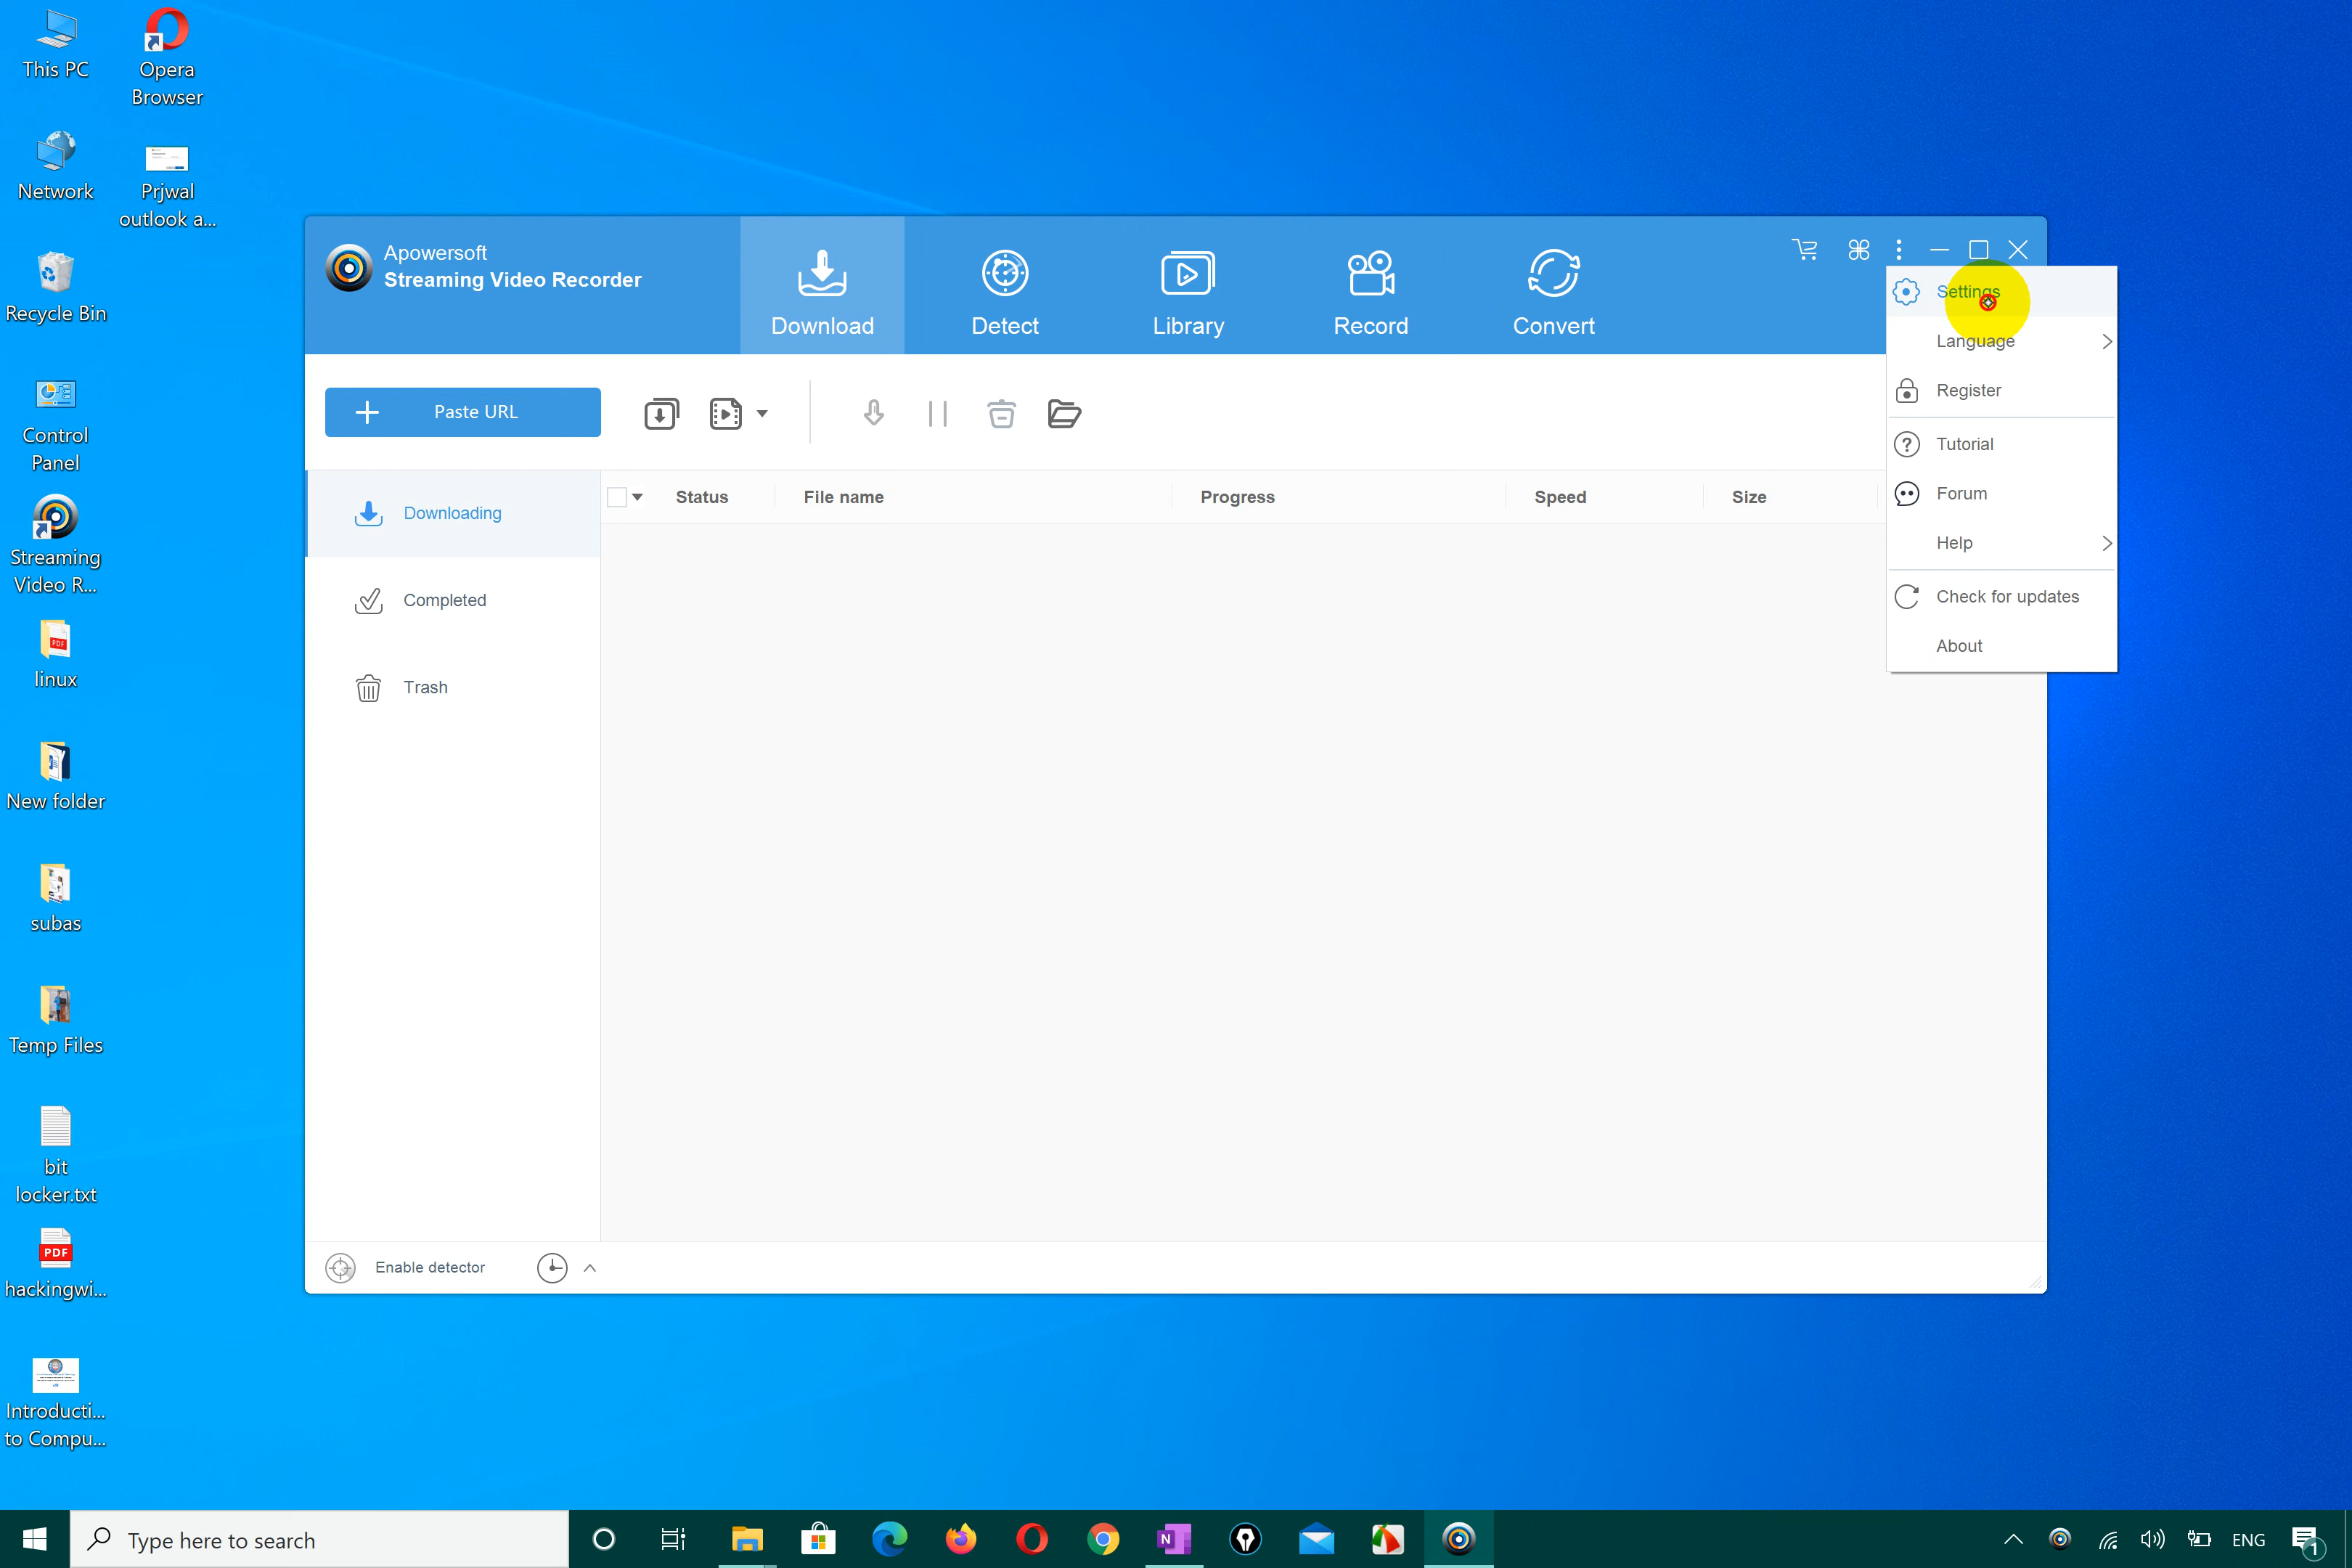 This PC
Opera
Browser
Network
Prjwal
outlook a...
Recycle Bin
Control
Panel
Streaming
Video R...
linux
PDF
New folder
subas
Temp Files
bit
locker.txt
PDF
hackingwi...
Introducti...
to Compu...
Apowersoft
Streaming Video Recorder
Download
Detect
Library
Record
Convert
Paste URL
Downloading
Completed
Trash
Status
File name
Progress
Speed
Size
Settings
Language
Register
Tutorial
Forum
Help
Check for updates
About
Enable detector
Type here to search
N
ENG
1